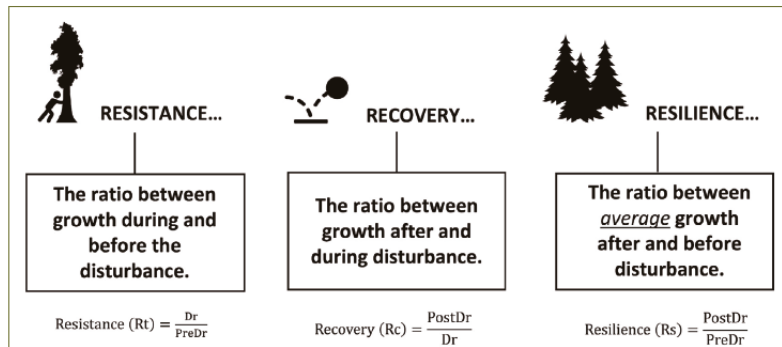 RESISTANCE...
The ratio between
growth during and
before the
disturbance.
Resistance (Rt) = Dr/PreDr
RECOVERY...
The ratio between
growth after and
during disturbance.
Recovery (Rc) = PostDr/Dr
RESILIENCE...
The ratio between
average growth
after and before
disturbance.
Resilience (Rs) = PostDr/PreDr